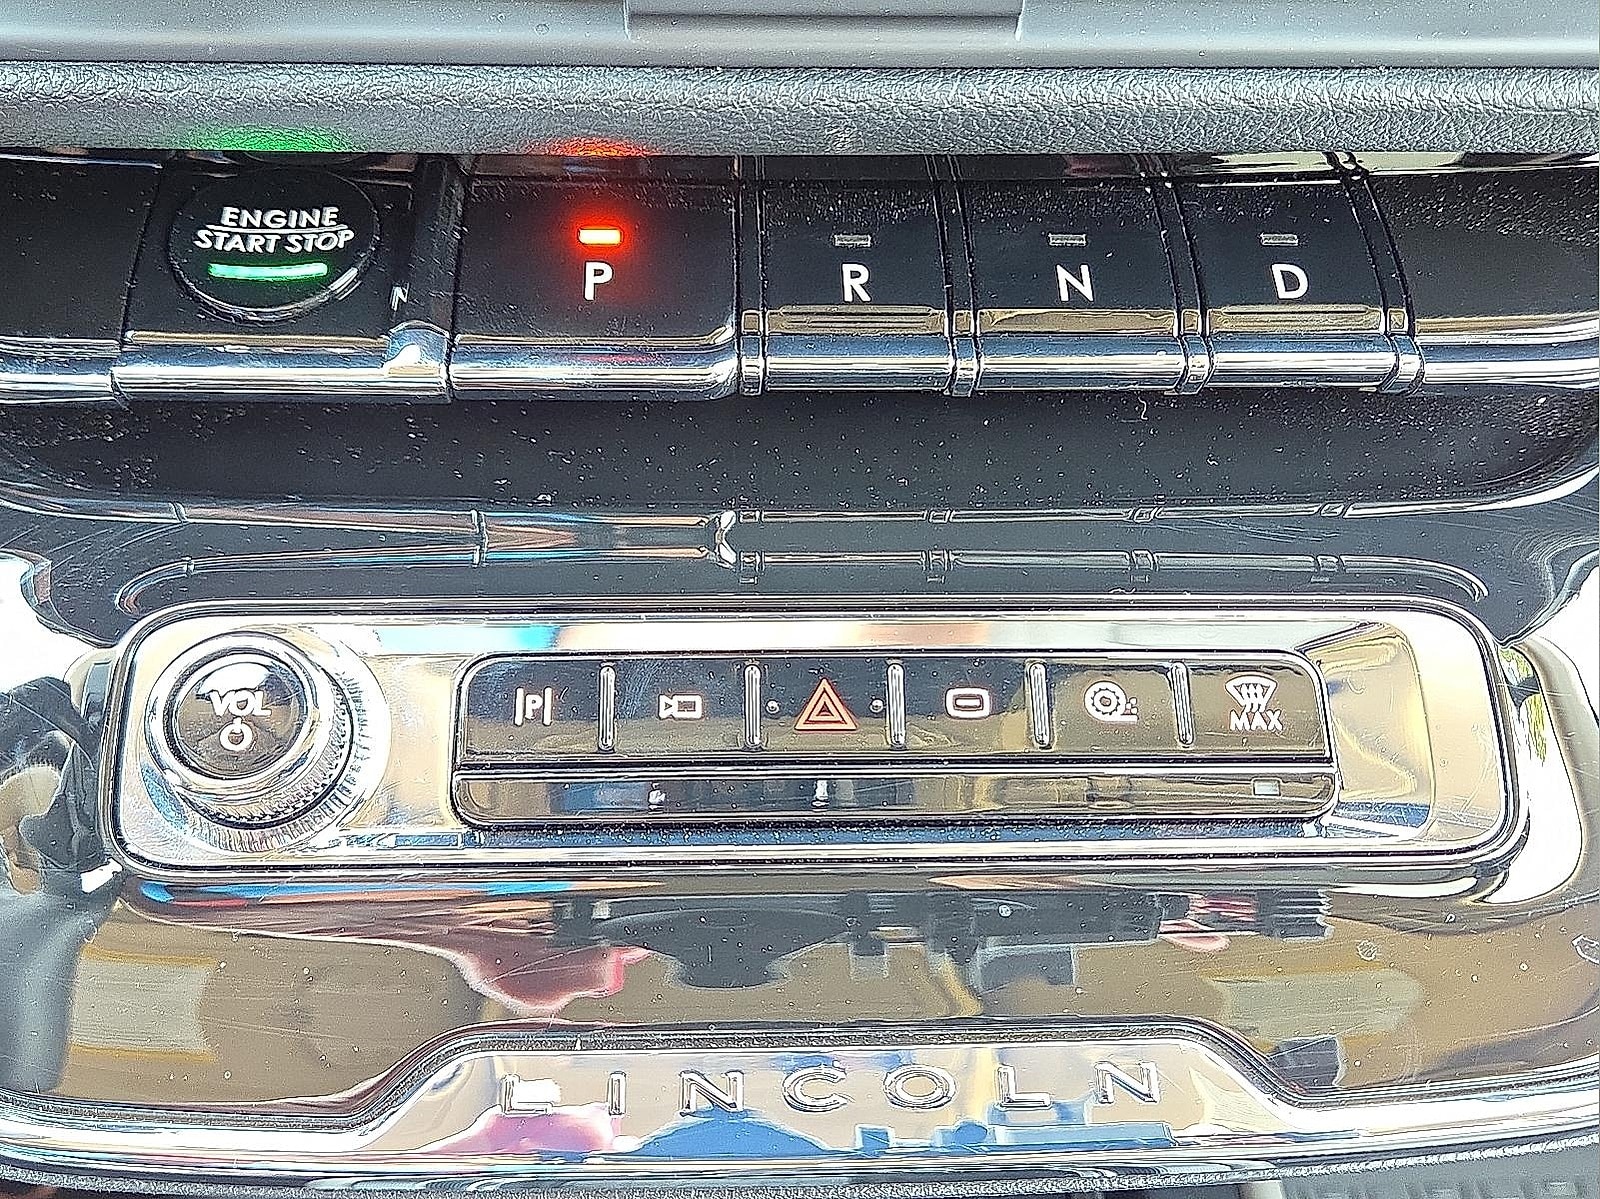 ENGINE
START STOP
P
R
N
D
VOL
P
MAX
LINCOLN